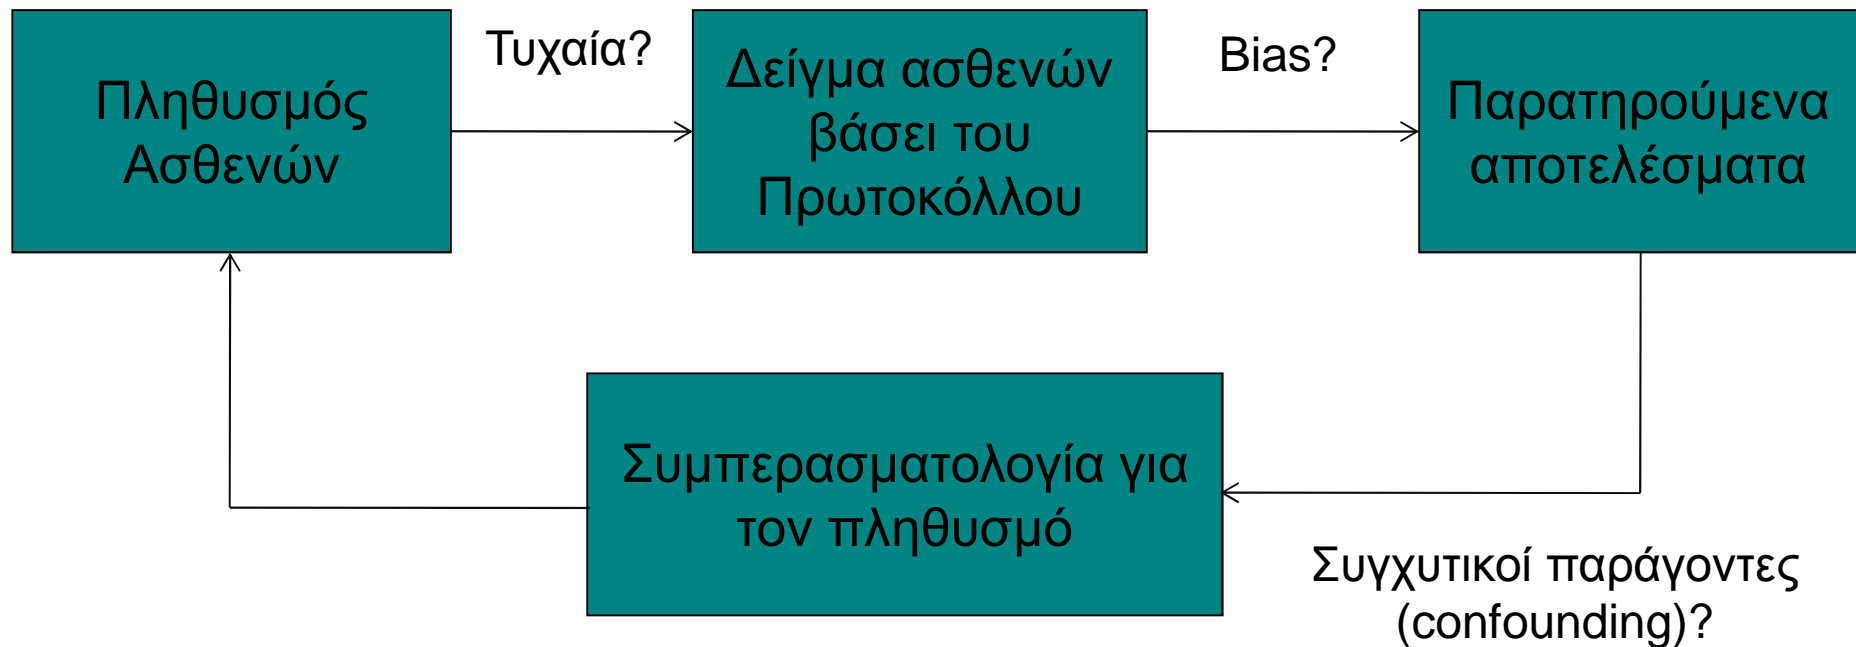 Πληθυσμός
Ασθενών
Τυχαία?
Δείγμα ασθενών
βάσει του
Πρωτοκόλλου
Bias?
Παρατηρούμενα
αποτελέσματα
Συμπερασματολογία για
τον πληθυσμό
Συγχυτικοί παράγοντες
(confounding)?